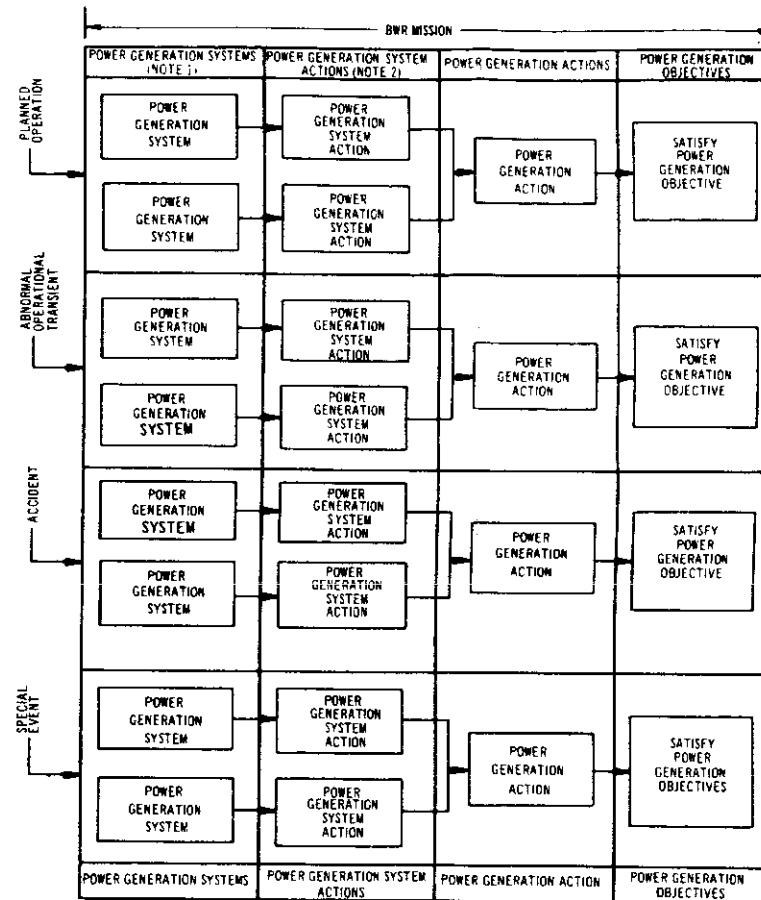 BWR MISSION
POWER GENERATION SYSTEMS
(NOTE 1)
POWER GENERATION SYSTEM
ACTIONS (NOTE 2)
POWER GENERATION ACTIONS
POWER GENERATION
OBJECTIVES
PLANNED
OPERATION
POWER
GENERATION
SYSTEM
POWER
GENERATION
SYSTEM
ACTION
POWER
GENERATION
SYSTEM
POWER
GENERATION
SYSTEM
ACTION
POWER
GENERATION
ACTION
SATISFY
POWER
GENERATION
OBJECTIVE
ABNORMAL
OPERATIONAL
TRANSIENT
POWER
GENERATION
SYSTEM
POWER
GENERATION
SYSTEM
ACTION
POWER
GENERATION
SYSTEM
POWER
GENERATION
SYSTEM
ACTION
POWER
GENERATION
ACTION
SATISFY
POWER
GENERATION
OBJECTIVE
ACCIDENT
POWER
GENERATION
SYSTEM
POWER
GENERATION
SYSTEM
ACTION
POWER
GENERATION
SYSTEM
POWER
GENERATION
SYSTEM
ACTION
POWER
GENERATION
ACTION
SATISFY
POWER
GENERATION
OBJECTIVE
SPECIAL
EVENT
POWER
GENERATION
SYSTEM
POWER
GENERATION
SYSTEM
ACTION
POWER
GENERATION
SYSTEM
POWER
GENERATION
SYSTEM
ACTION
POWER
GENERATION
ACTION
SATISFY
POWER
GENERATION
OBJECTIVES
POWER GENERATION SYSTEMS
POWER GENERATION SYSTEM
ACTIONS
POWER GENERATION ACTION
POWER GENERATION
OBJECTIVES